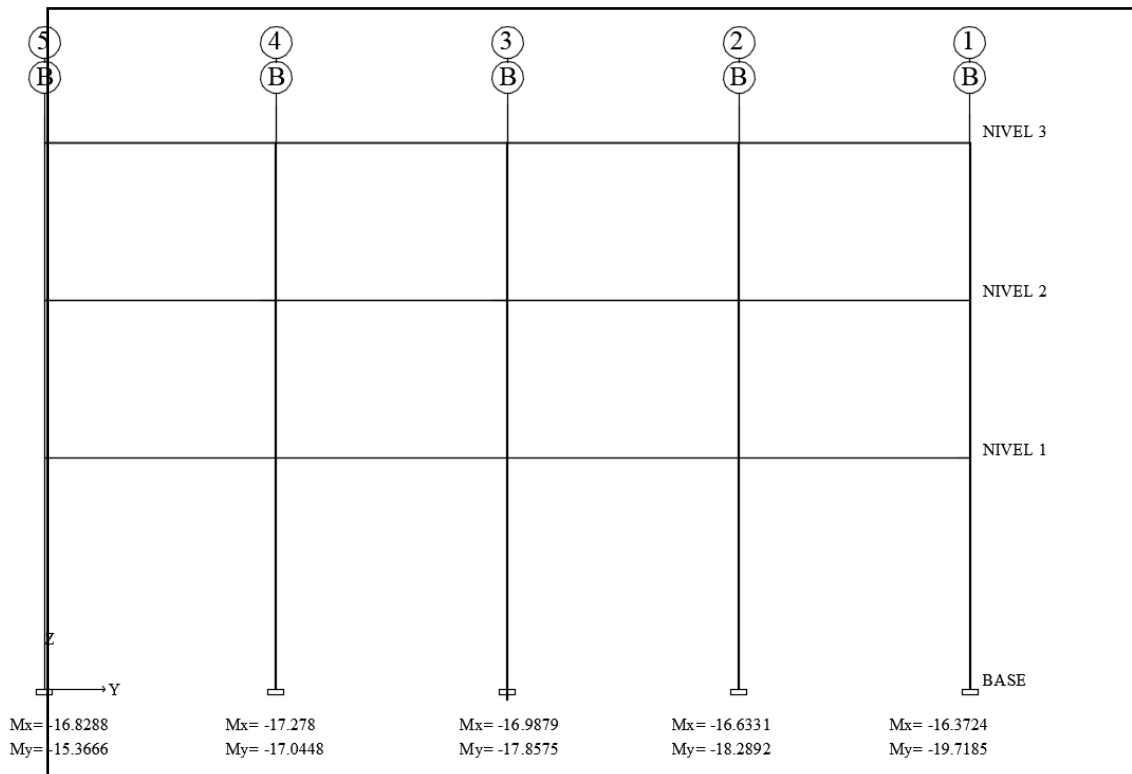 5 4 3 2 1
B B B B B
NIVEL 3
NIVEL 2
NIVEL 1
Z
Y
BASE
Mx= -16.8288 Mx= -17.278 Mx= -16.9879 Mx= -16.6331 Mx= -16.3724
My= -15.3666 My= -17.0448 My= -17.8575 My= -18.2892 My= -19.7185